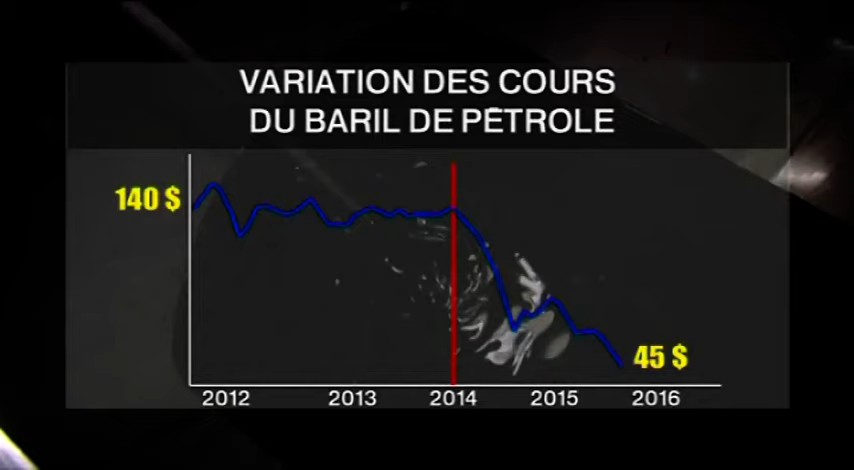 VARIATION DES COURS
DU BARIL DE PÉTROLE
140 $
45 $
2012 2013 2014 2015 2016